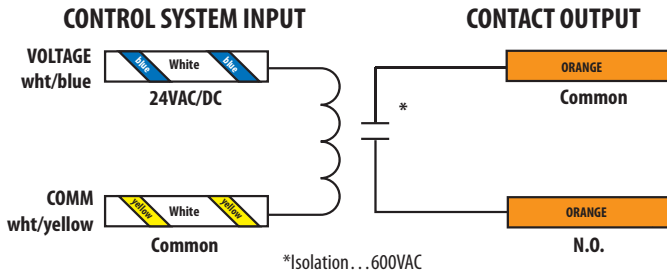 CONTROL SYSTEM INPUT
CONTACT OUTPUT
VOLTAGE
wht/blue
blue White blue
24VAC/DC
ORANGE
Common
*
COMM
wht/yellow
yellow White yellow
Common
ORANGE
N.O.
*Isolation...600VAC